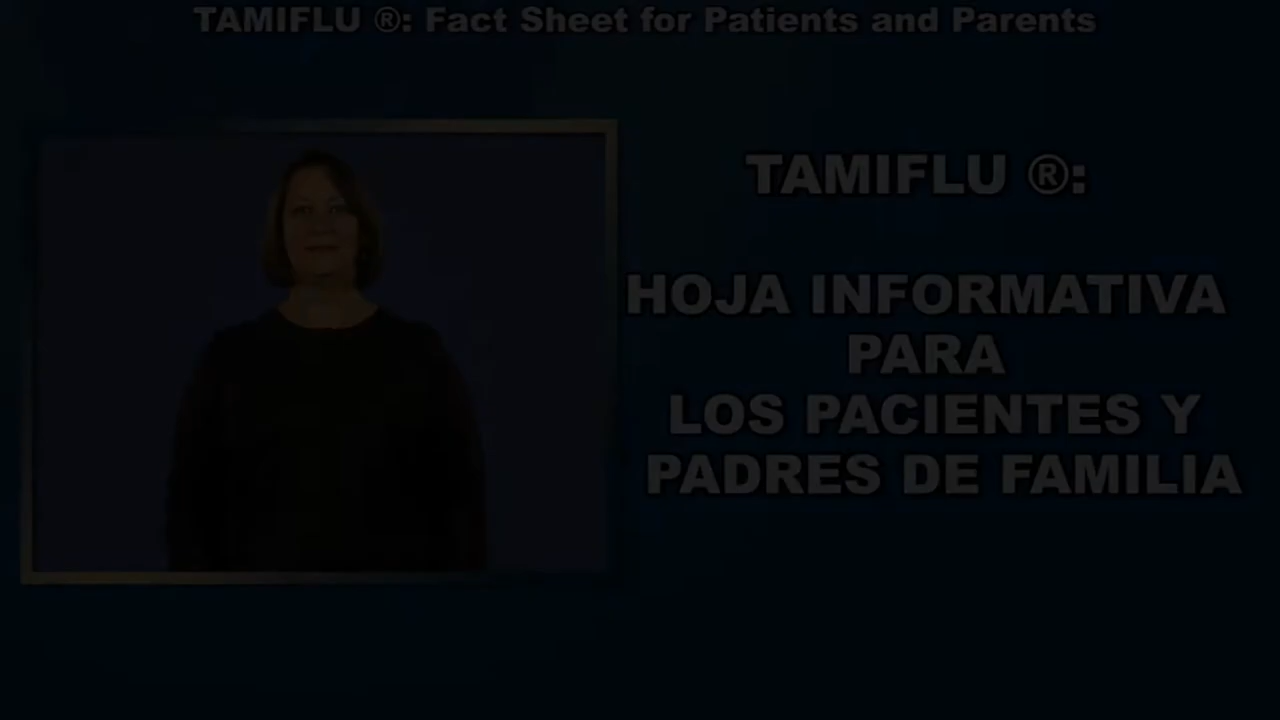 TAMIFLU ®: Fact Sheet for Patients and Parents
TAMIFLU ®:
HOJA INFORMATIVA
PARA
LOS PACIENTES Y
PADRES DE FAMILIA